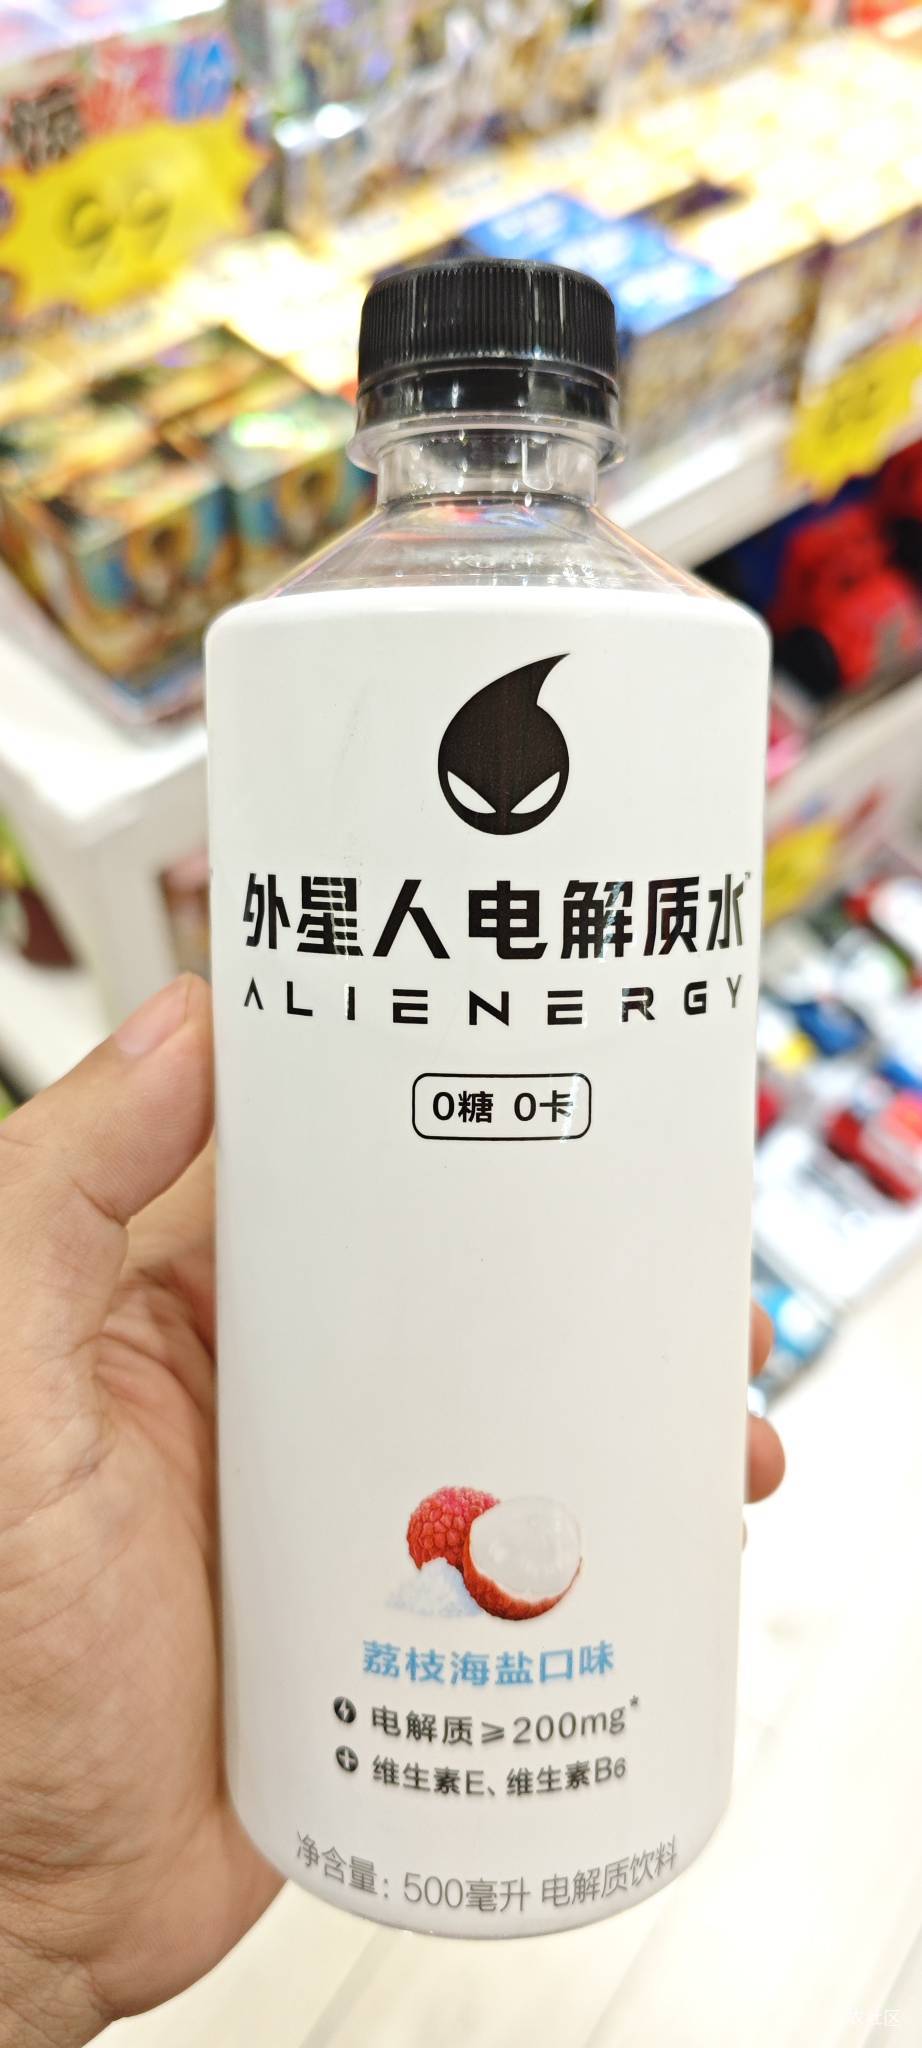 99
外星人电解质水
ALIENERGY
0糖 0卡
荔枝海盐口味
电解质≥200mg*
维生素E、维生素B6
净含量：500毫升 电解质饮料